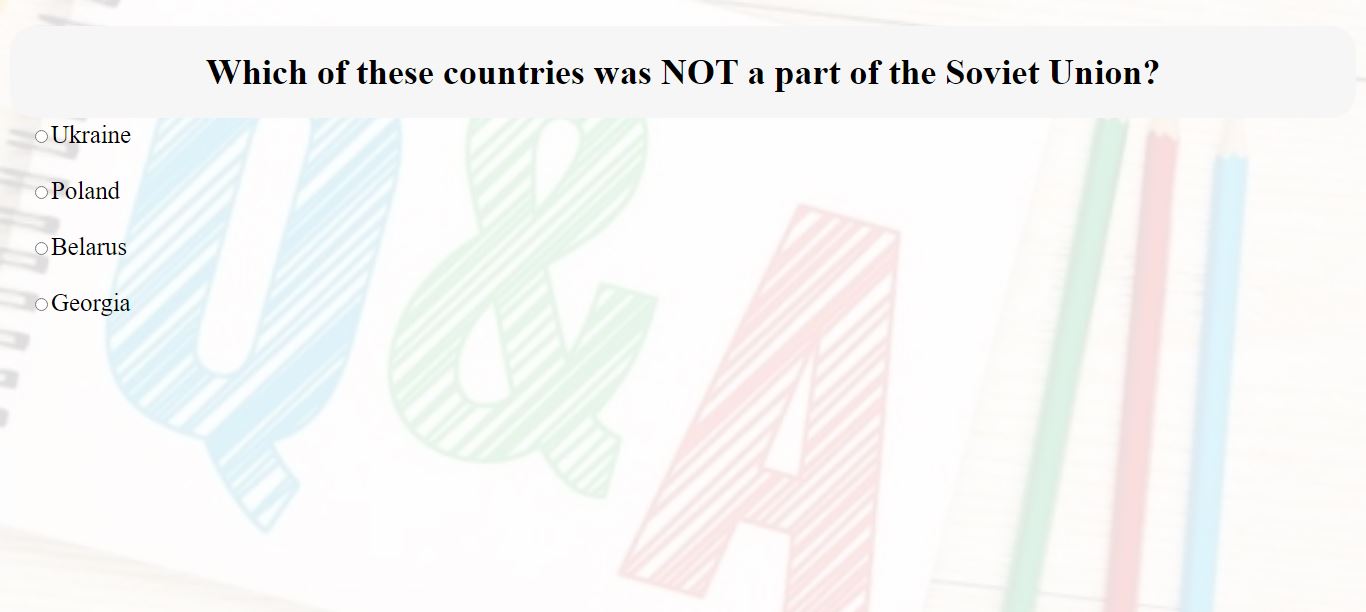 Which of these countries was NOT a part of the Soviet Union?
Ukraine
Poland
Belarus
Georgia
Q & A